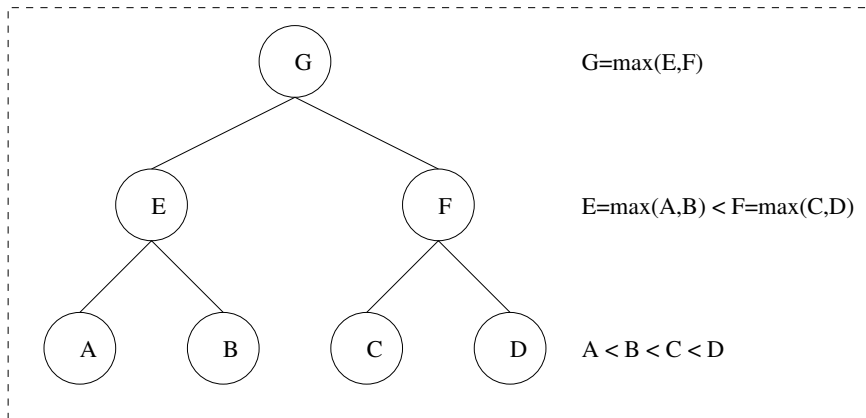 G G=max(E,F)
E F E=max(A,B) < F=max(C,D)
A B C D A < B < C < D